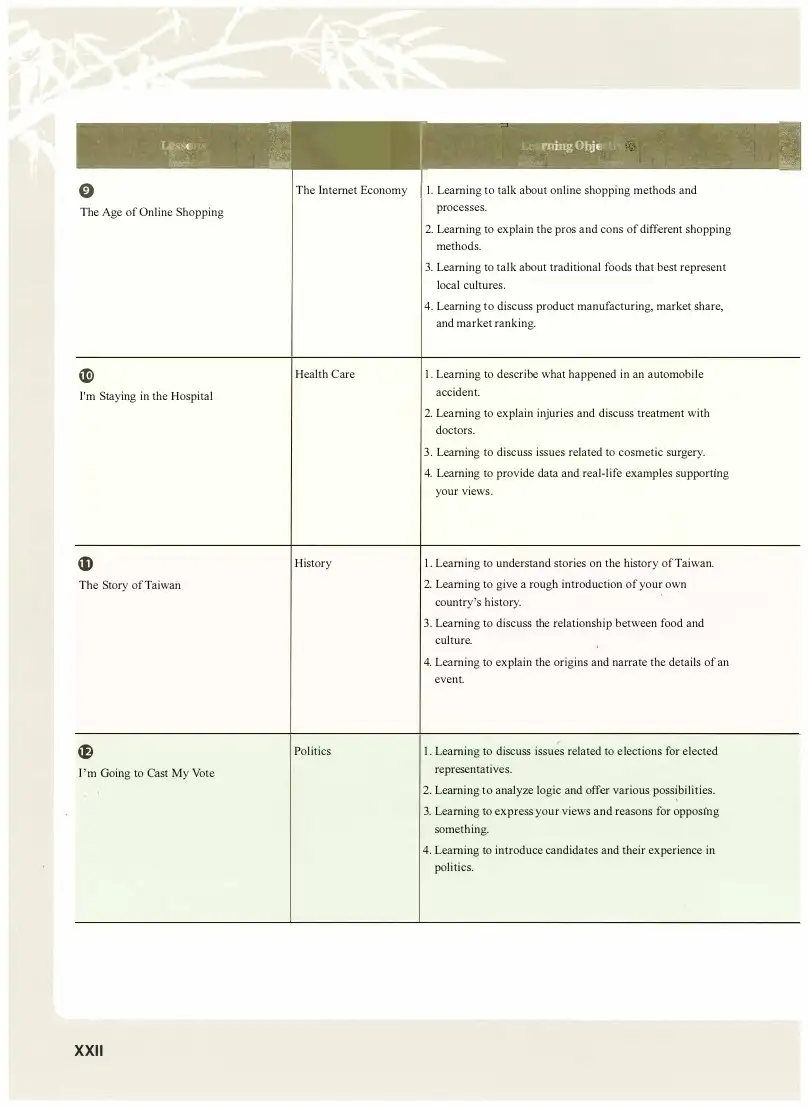 Lessons
Learning Objectives
9
The Age of Online Shopping
The Internet Economy
1. Learning to talk about online shopping methods and
processes.
2. Learning to explain the pros and cons of different shopping
methods.
3. Learning to talk about traditional foods that best represent
local cultures.
4. Learning to discuss product manufacturing, market share,
and market ranking.
10
I'm Staying in the Hospital
Health Care
1. Learning to describe what happened in an automobile
accident.
2. Learning to explain injuries and discuss treatment with
doctors.
3. Learning to discuss issues related to cosmetic surgery.
4. Learning to provide data and real-life examples supporting
your views.
11
The Story of Taiwan
History
1. Learning to understand stories on the history of Taiwan.
2. Learning to give a rough introduction of your own
country's history.
3. Learning to discuss the relationship between food and
culture.
4. Learning to explain the origins and narrate the details of an
event.
12
I'm Going to Cast My Vote
Politics
1. Learning to discuss issues related to elections for elected
representatives.
2. Learning to analyze logic and offer various possibilities.
3. Learning to express your views and reasons for opposing
something.
4. Learning to introduce candidates and their experience in
politics.
XXII